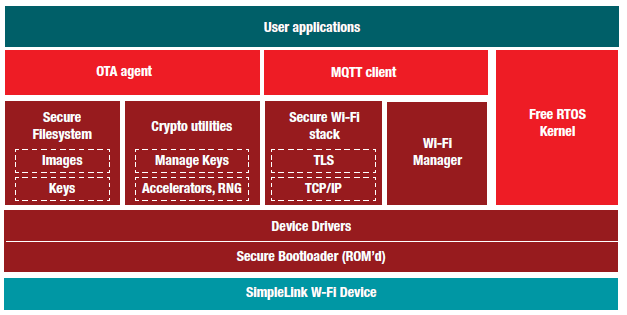 User applications
OTA agent
MQTT client
Free RTOS
Kernel
Secure
Filesystem
Images
Keys
Crypto utilities
Manage Keys
Accelerators, RNG
Secure Wi-Fi
stack
TLS
TCP/IP
Wi-Fi
Manager
Device Drivers
Secure Bootloader (ROM'd)
SimpleLink W-Fi Device